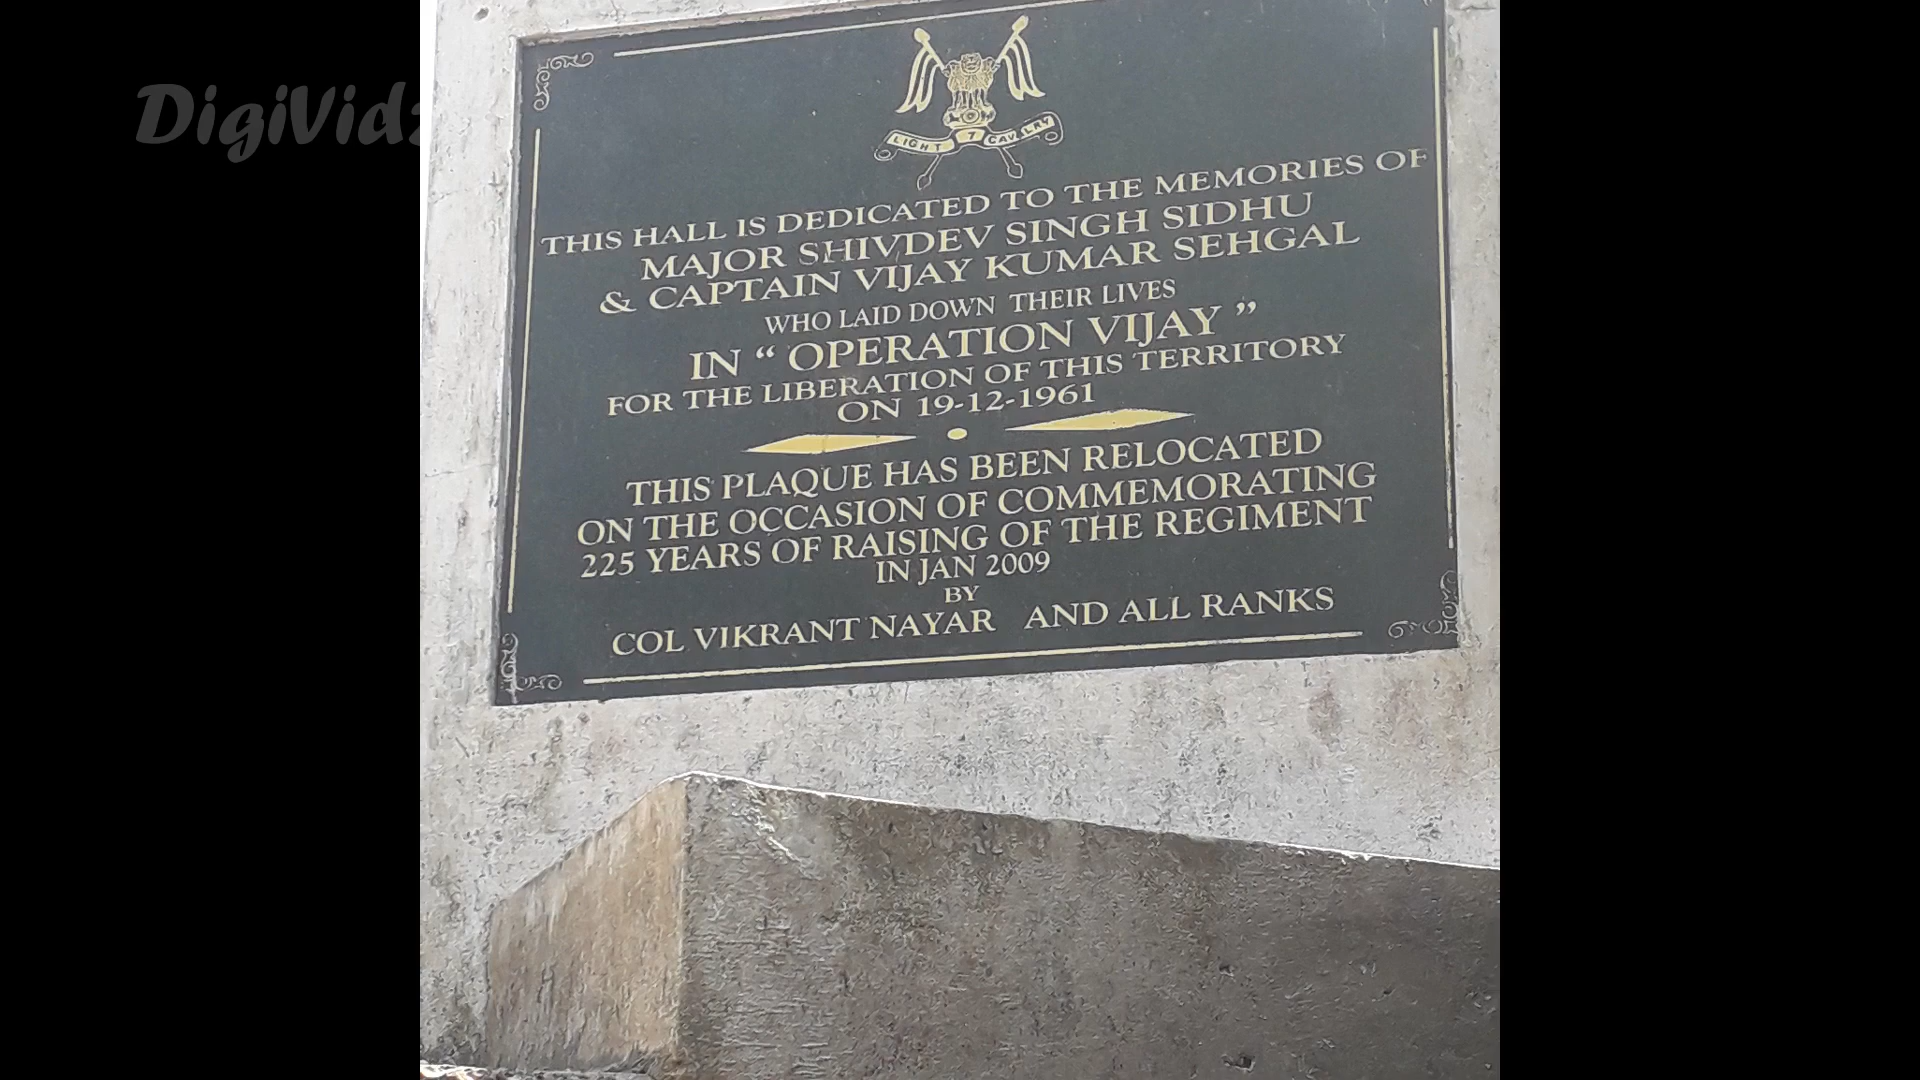 DigiVidz
LIGHT 7 CAVALRY
THIS HALL IS DEDICATED TO THE MEMORIES OF
MAJOR SHIVDEV SINGH SIDHU
& CAPTAIN VIJAY KUMAR SEHGAL
WHO LAID DOWN THEIR LIVES
IN “ OPERATION VIJAY ”
FOR THE LIBERATION OF THIS TERRITORY
ON 19-12-1961
THIS PLAQUE HAS BEEN RELOCATED
ON THE OCCASION OF COMMEMORATING
225 YEARS OF RAISING OF THE REGIMENT
IN JAN 2009
BY
COL VIKRANT NAYAR AND ALL RANKS